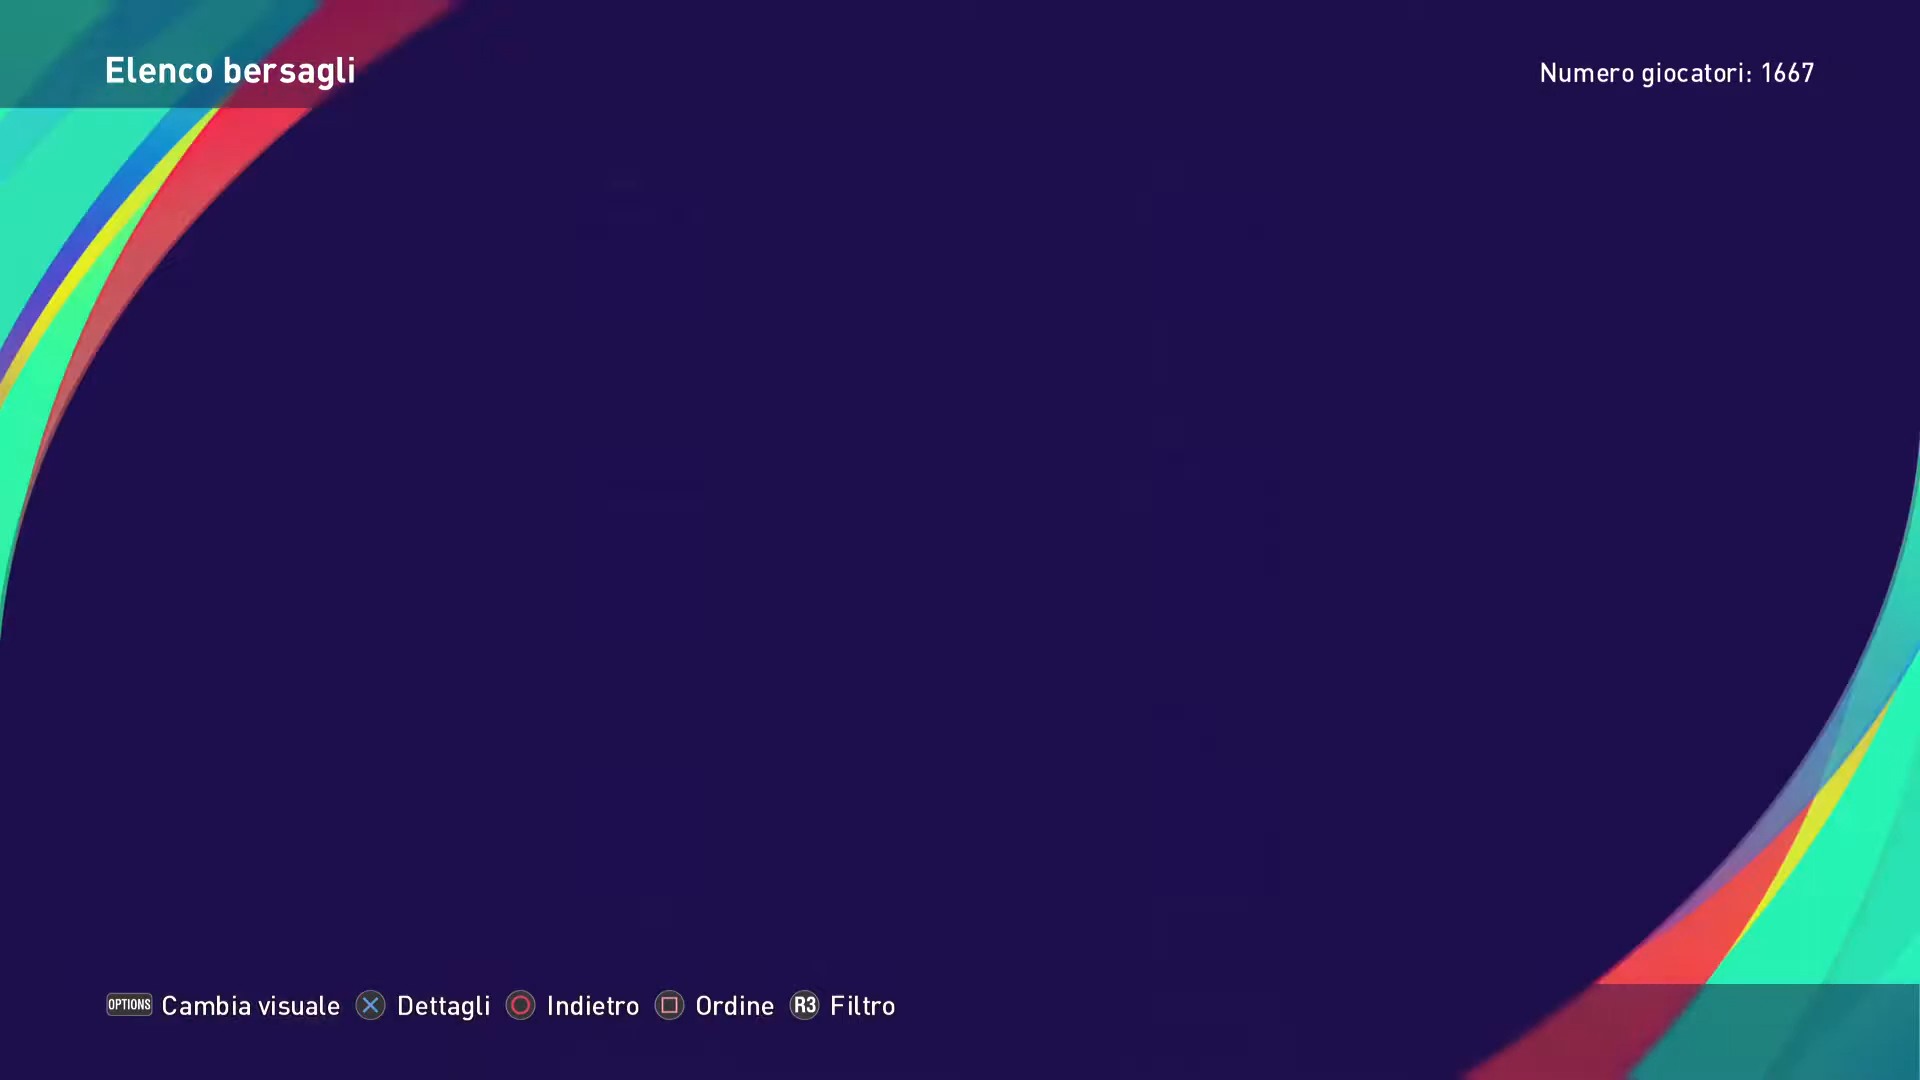 Elenco bersagli
Numero giocatori: 1667
OPTIONS Cambia visuale Dettagli Indietro Ordine R3 Filtro